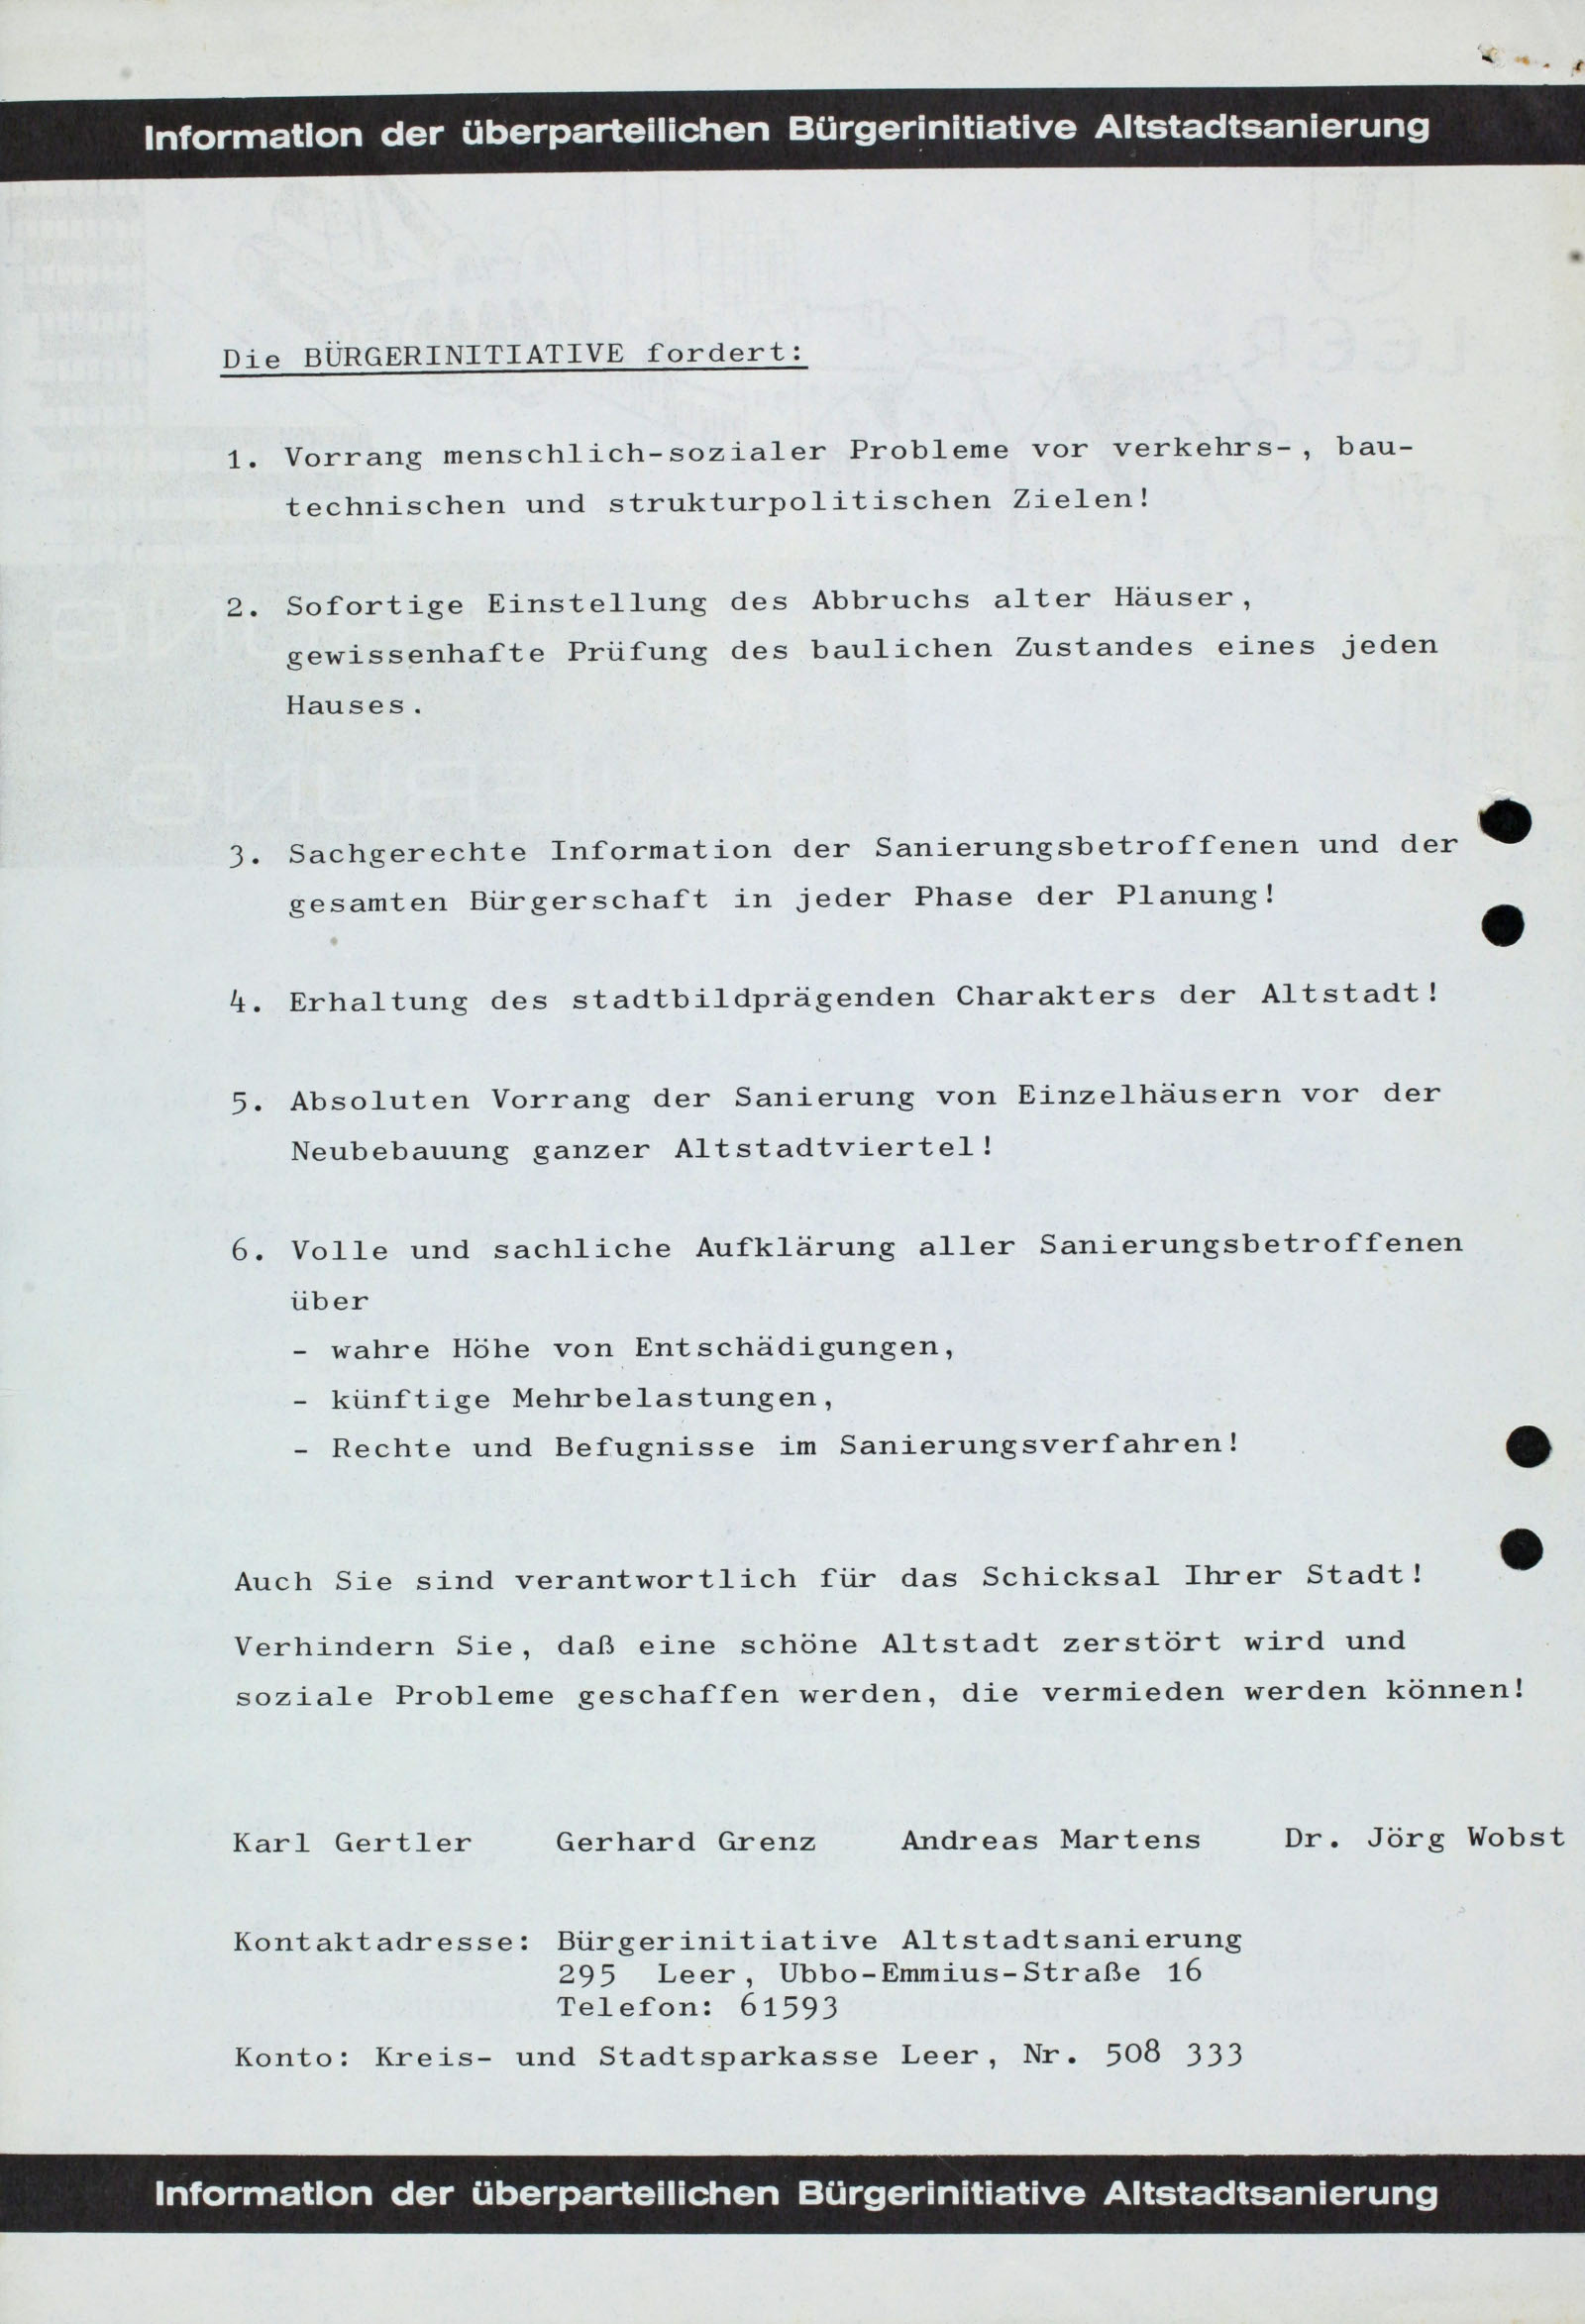 Information der überparteilichen Bürgerinitiative Altstadtsanierung
Die BÜRGERINITIATIVE fordert:
1. Vorrang menschlich-sozialer Probleme vor verkehrs-, bau-
technischen und strukturpolitischen Zielen!
2. Sofortige Einstellung des Abbruchs alter Häuser,
gewissenhafte Prüfung des baulichen Zustandes eines jeden
Hauses.
3. Sachgerechte Information der Sanierungsbetroffenen und der
gesamten Bürgerschaft in jeder Phase der Planung!
4. Erhaltung des stadtbildprägenden Charakters der Altstadt!
5. Absoluten Vorrang der Sanierung von Einzelhäusern vor der
Neubebauung ganzer Altstadtviertel!
6. Volle und sachliche Aufklärung aller Sanierungsbetroffenen
über
- wahre Höhe von Entschädigungen,
- künftige Mehrbelastungen,
- Rechte und Befugnisse im Sanierungsverfahren!
Auch Sie sind verantwortlich für das Schicksal Ihrer Stadt!
Verhindern Sie, daß eine schöne Altstadt zerstört wird und
soziale Probleme geschaffen werden, die vermieden werden können!
Karl Gertler Gerhard Grenz Andreas Martens Dr. Jörg Wobst
Kontaktadresse: Bürgerinitiative Altstadtsanierung
295 Leer, Ubbo-Emmius-Straße 16
Telefon: 61593
Konto: Kreis- und Stadtsparkasse Leer, Nr. 508 333
Information der überparteilichen Bürgerinitiative Altstadtsanierung